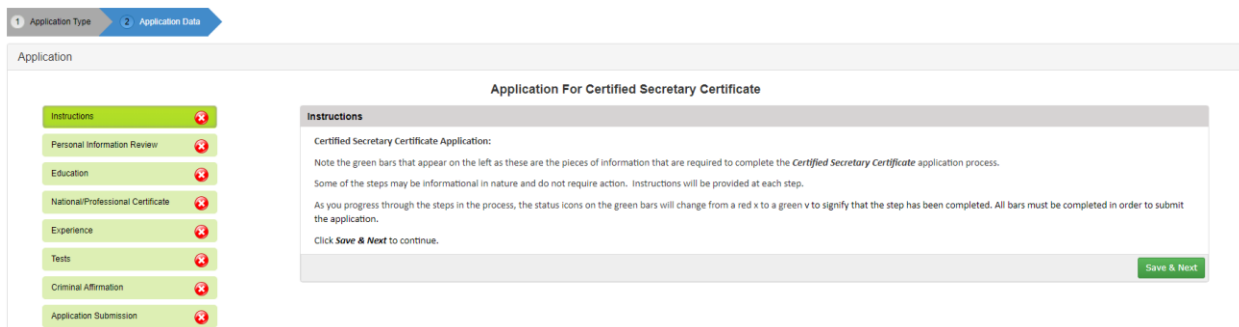 1 Application Type 2 Application Data
Application
Application For Certified Secretary Certificate
Instructions
Personal Information Review
Education
National/Professional Certificate
Experience
Tests
Criminal Affirmation
Application Submission
Instructions
Certified Secretary Certificate Application:
Note the green bars that appear on the left as these are the pieces of information that are required to complete the Certified Secretary Certificate application process.
Some of the steps may be informational in nature and do not require action. Instructions will be provided at each step.
As you progress through the steps in the process, the status icons on the green bars will change from a red x to a green v to signify that the step has been completed. All bars must be completed in order to submit
the application.
Click Save & Next to continue.
Save & Next